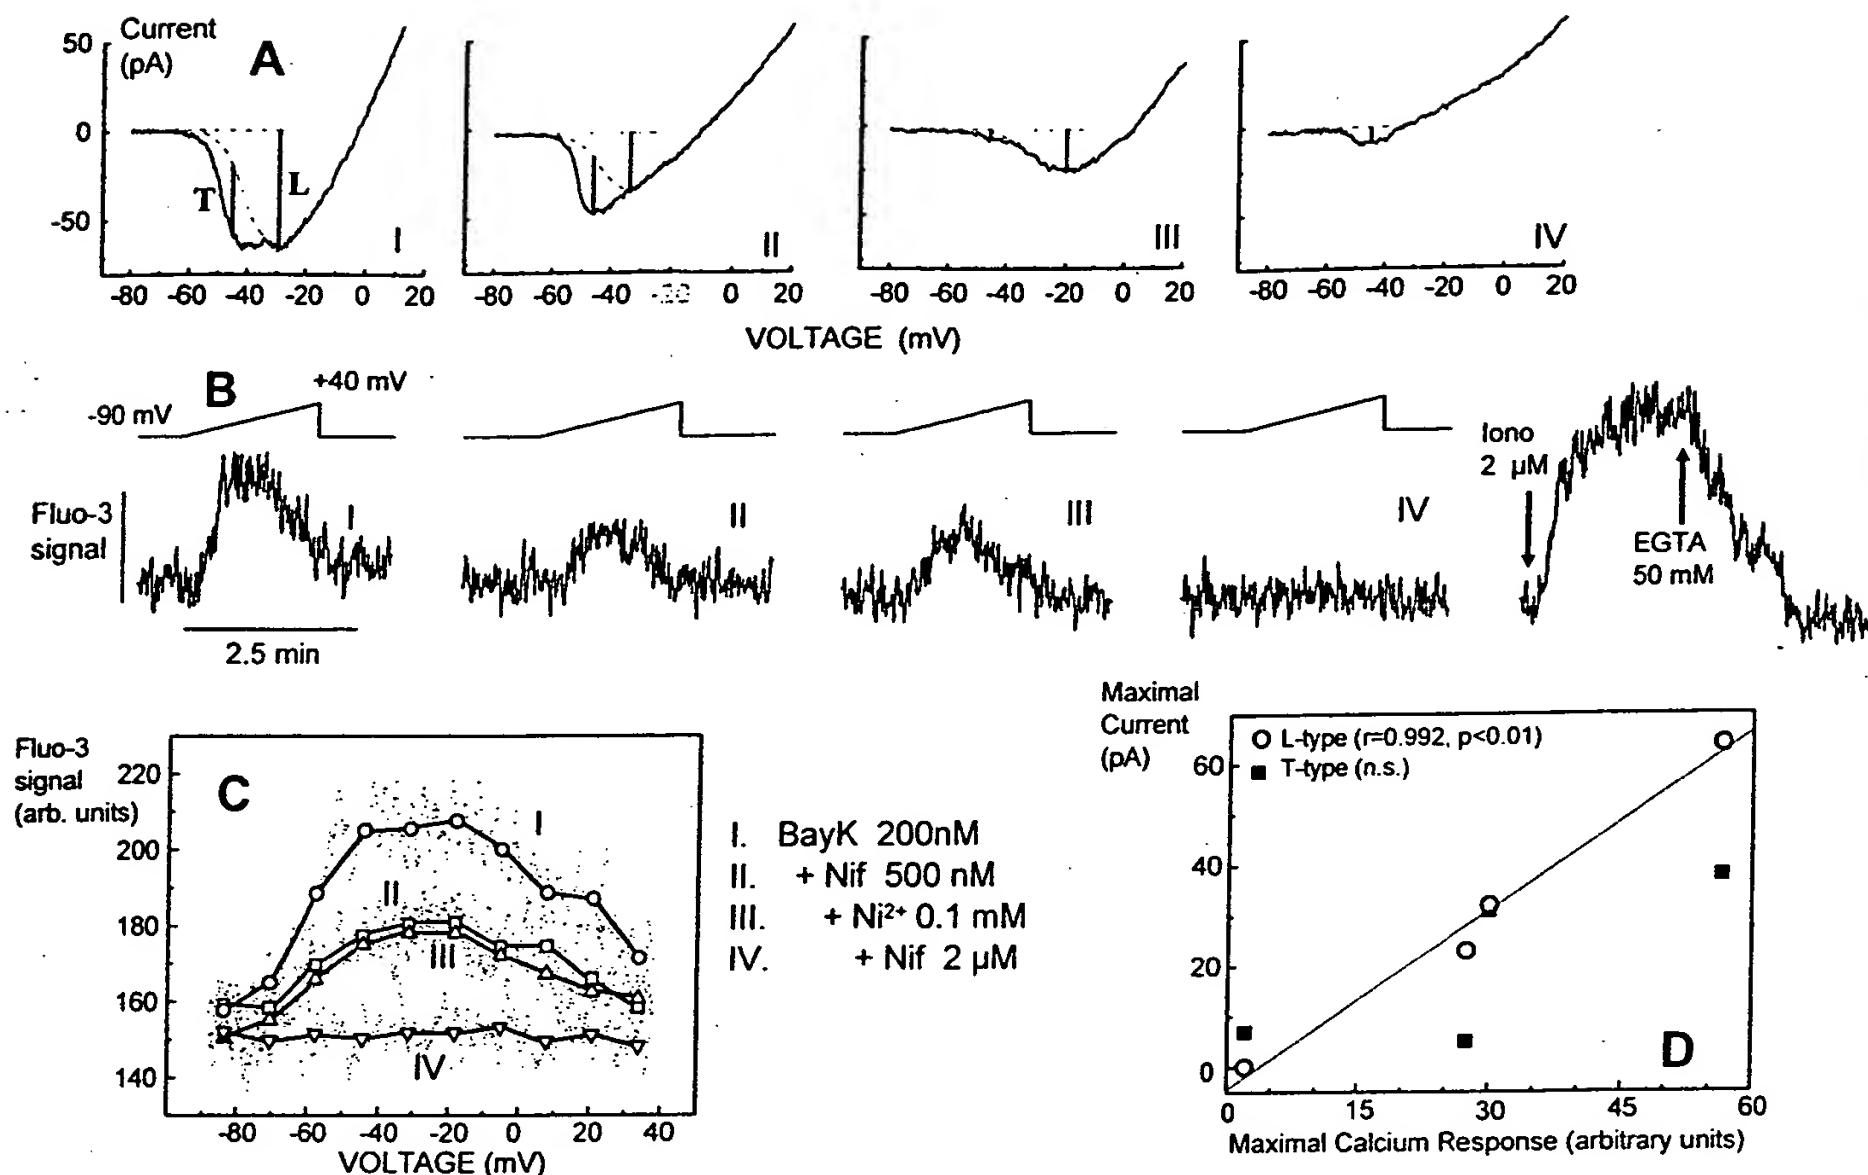 Current
(pA)
A
50
0
-50
T
L
I
II
III
IV
-80 -60 -40 -20 0 20
-80 -60 -40 0 20
-80 -60 -40 -20 0 20
-80 -60 -40 -20 0 20
VOLTAGE (mV)
B
-90 mV
+40 mV
Fluo-3
signal
I
II
III
IV
2.5 min
Iono
2 µM
EGTA
50 mM
Fluo-3
signal
(arb. units)
C
220
200
180
160
140
I
II
III
IV
-80 -60 -40 -20 0 20 40
VOLTAGE (mV)
I. BayK 200nM
II. + Nif 500 nM
III. + Ni²⁺ 0.1 mM
IV. + Nif 2 µM
Maximal
Current
(pA)
L-type (r=0.992, p<0.01)
T-type (n.s.)
60
40
20
0
D
0 15 30 45 60
Maximal Calcium Response (arbitrary units)